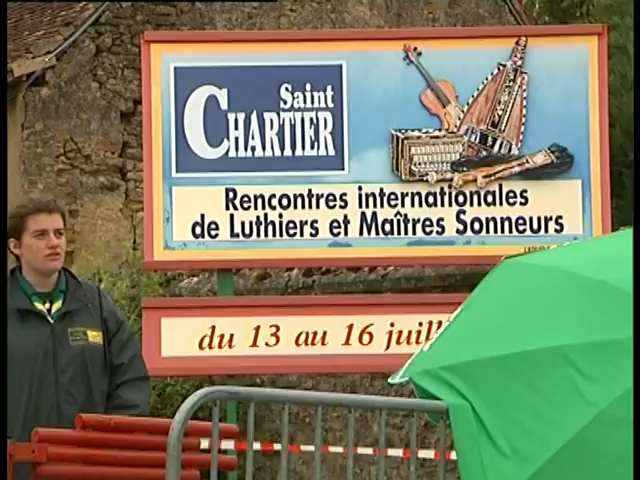 Saint
CHARTIER
Rencontres internationales
de Luthiers et Maîtres Sonneurs
du 13 au 16